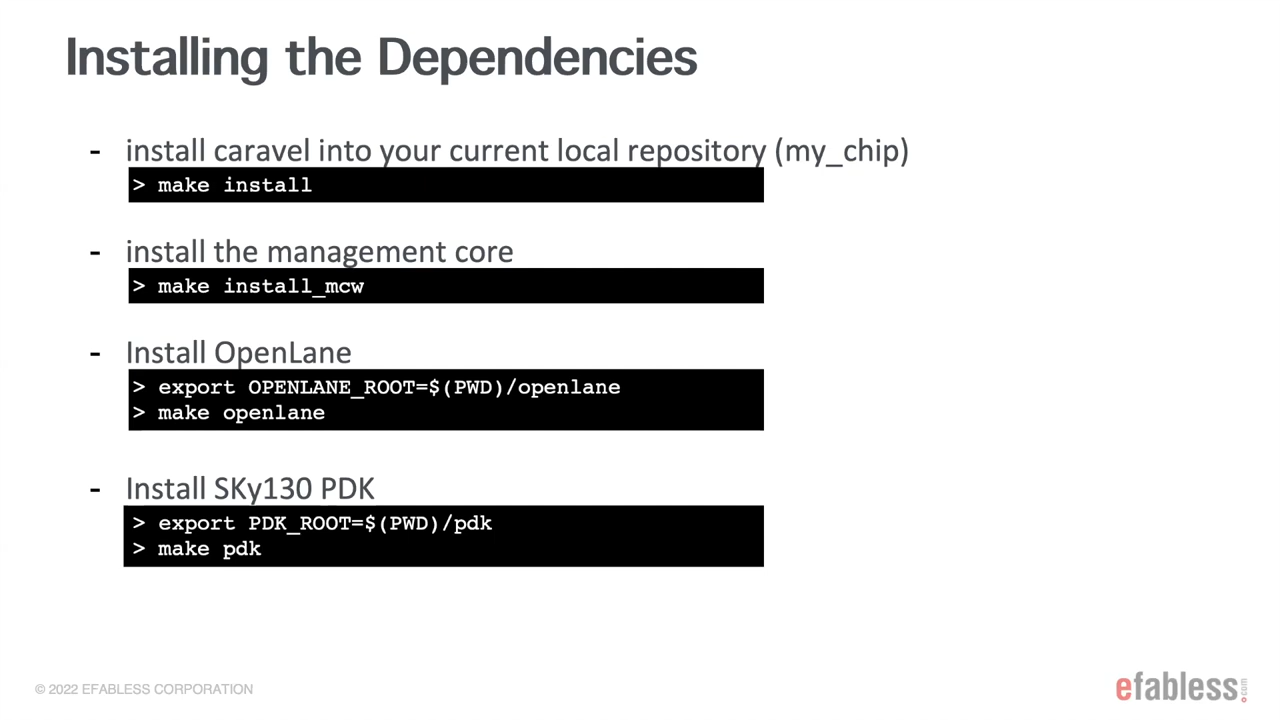 Installing the Dependencies
- install caravel into your current local repository (my_chip)
> make install
- install the management core
> make install_mcw
- Install OpenLane
> export OPENLANE_ROOT=$(PWD)/openlane
> make openlane
- Install SKy130 PDK
> export PDK_ROOT=$(PWD)/pdk
> make pdk
© 2022 EFABLESS CORPORATION
efabless.com